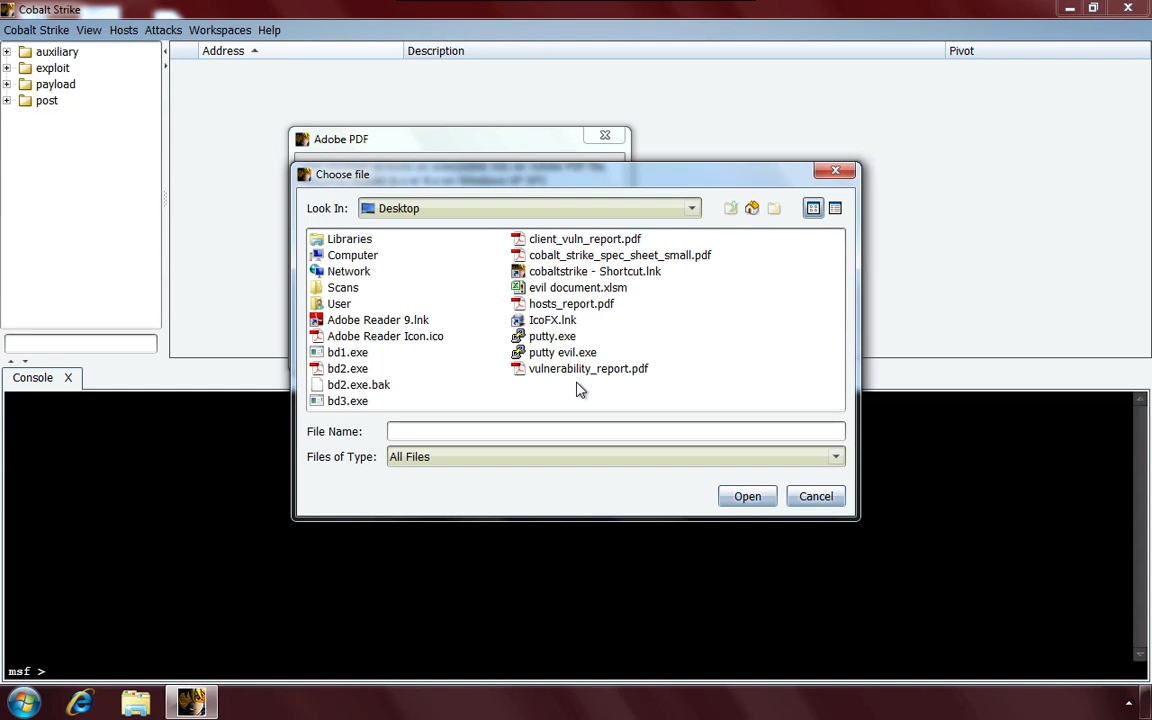 Cobalt Strike
Cobalt Strike View Hosts Attacks Workspaces Help
auxiliary
exploit
payload
post
Address Description Pivot
Adobe PDF
Choose file
Look In: Desktop
Libraries
Computer
Network
Scans
User
Adobe Reader 9.lnk
Adobe Reader Icon.ico
bd1.exe
bd2.exe
bd2.exe.bak
bd3.exe
client_vuln_report.pdf
cobalt_strike_spec_sheet_small.pdf
cobaltstrike - Shortcut.lnk
evil document.xlsm
hosts_report.pdf
IcoFX.lnk
putty.exe
putty evil.exe
vulnerability_report.pdf
File Name:
Files of Type: All Files
Open Cancel
Console X
msf >